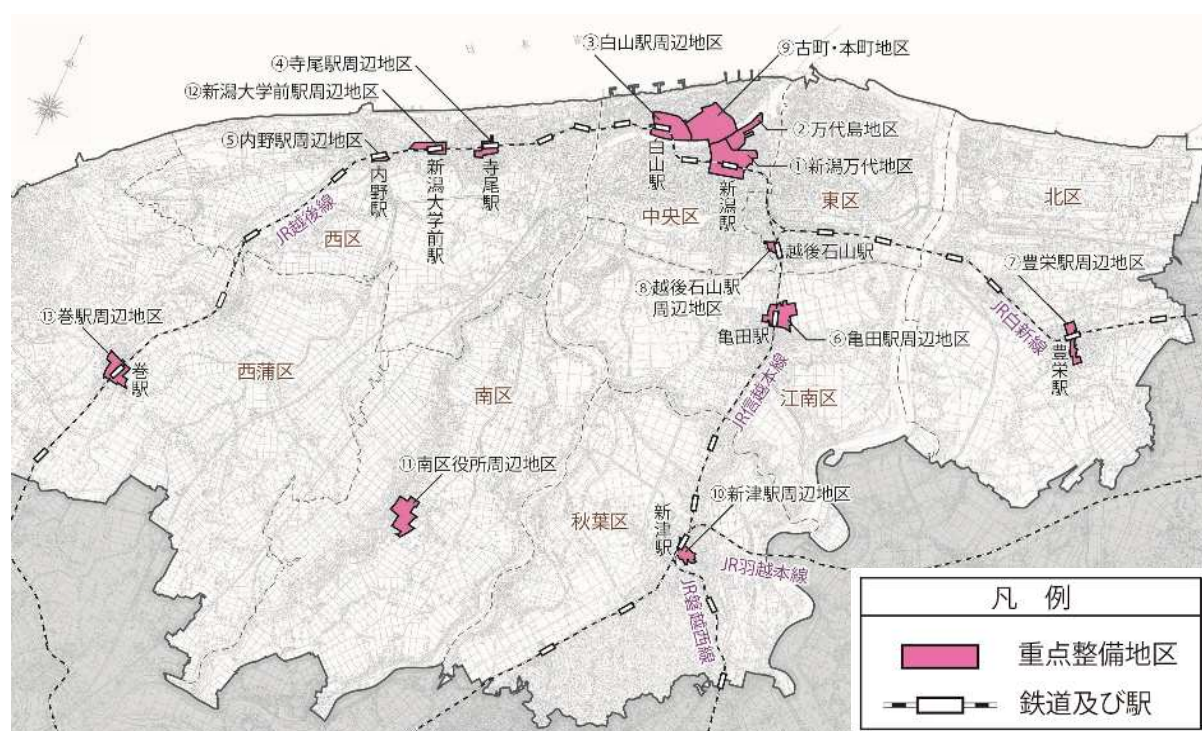 ③白山駅周辺地区
⑨古町・本町地区
④寺尾駅周辺地区
⑫新潟大学前駅周辺地区
②万代島地区
⑤内野駅周辺地区
①新潟万代地区
内野駅
新潟大学前駅
寺尾駅
白山駅
新潟駅
中央区
東区
北区
JR越後線
西区
越後石山駅
⑦豊栄駅周辺地区
⑧越後石山駅
周辺地区
⑬巻駅周辺地区
亀田駅
⑥亀田駅周辺地区
JR白新線
豊栄駅
巻駅
西蒲区
南区
JR信越本線
江南区
⑪南区役所周辺地区
⑩新津駅周辺地区
秋葉区
新津駅
JR羽越本線
JR磐越西線
凡 例
重点整備地区
鉄道及び駅